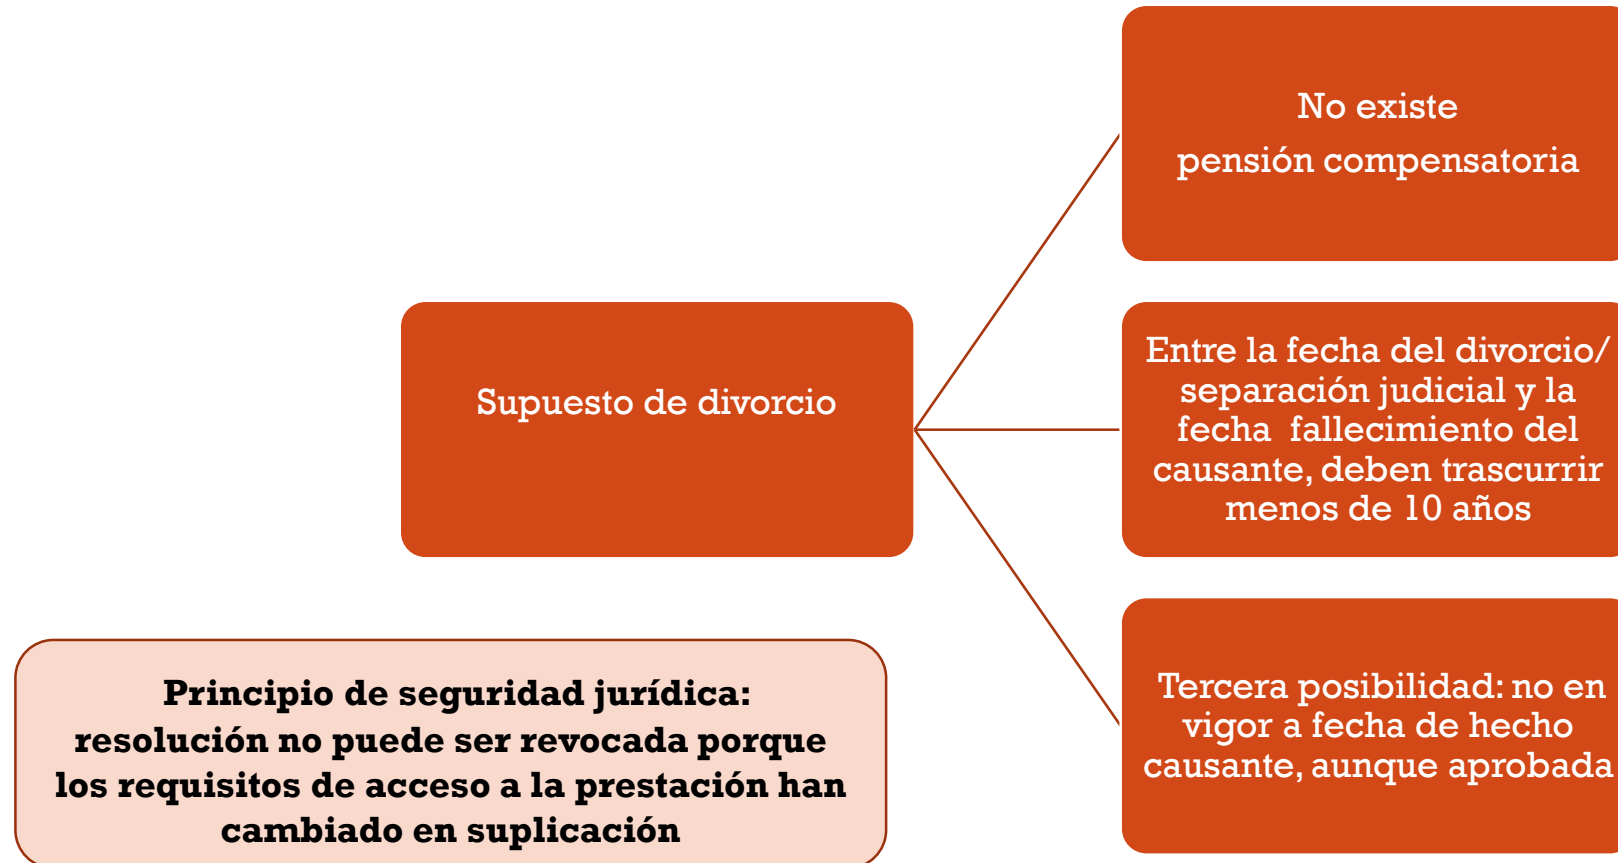 No existe
pensión compensatoria
Supuesto de divorcio
Entre la fecha del divorcio/
separación judicial y la
fecha fallecimiento del
causante, deben trascurrir
menos de 10 años
Tercera posibilidad: no en
vigor a fecha de hecho
causante, aunque aprobada
Principio de seguridad jurídica:
resolución no puede ser revocada porque
los requisitos de acceso a la prestación han
cambiado en suplicación